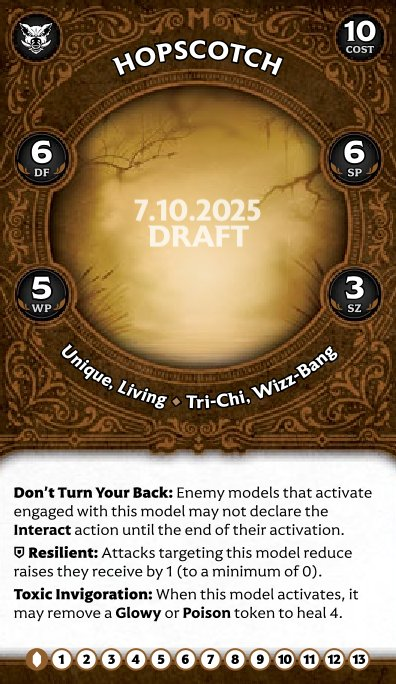 HOPSCOTCH
10
COST
6
DF
6
SP
7.10.2025
DRAFT
5
WP
3
SZ
Unique, Living ◆ Tri-Chi, Wizz-Bang
Don't Turn Your Back: Enemy models that activate
engaged with this model may not declare the
Interact action until the end of their activation.
Resilient: Attacks targeting this model reduce
raises they receive by 1 (to a minimum of 0).
Toxic Invigoration: When this model activates, it
may remove a Glowy or Poison token to heal 4.
1 2 3 4 5 6 7 8 9 10 11 12 13